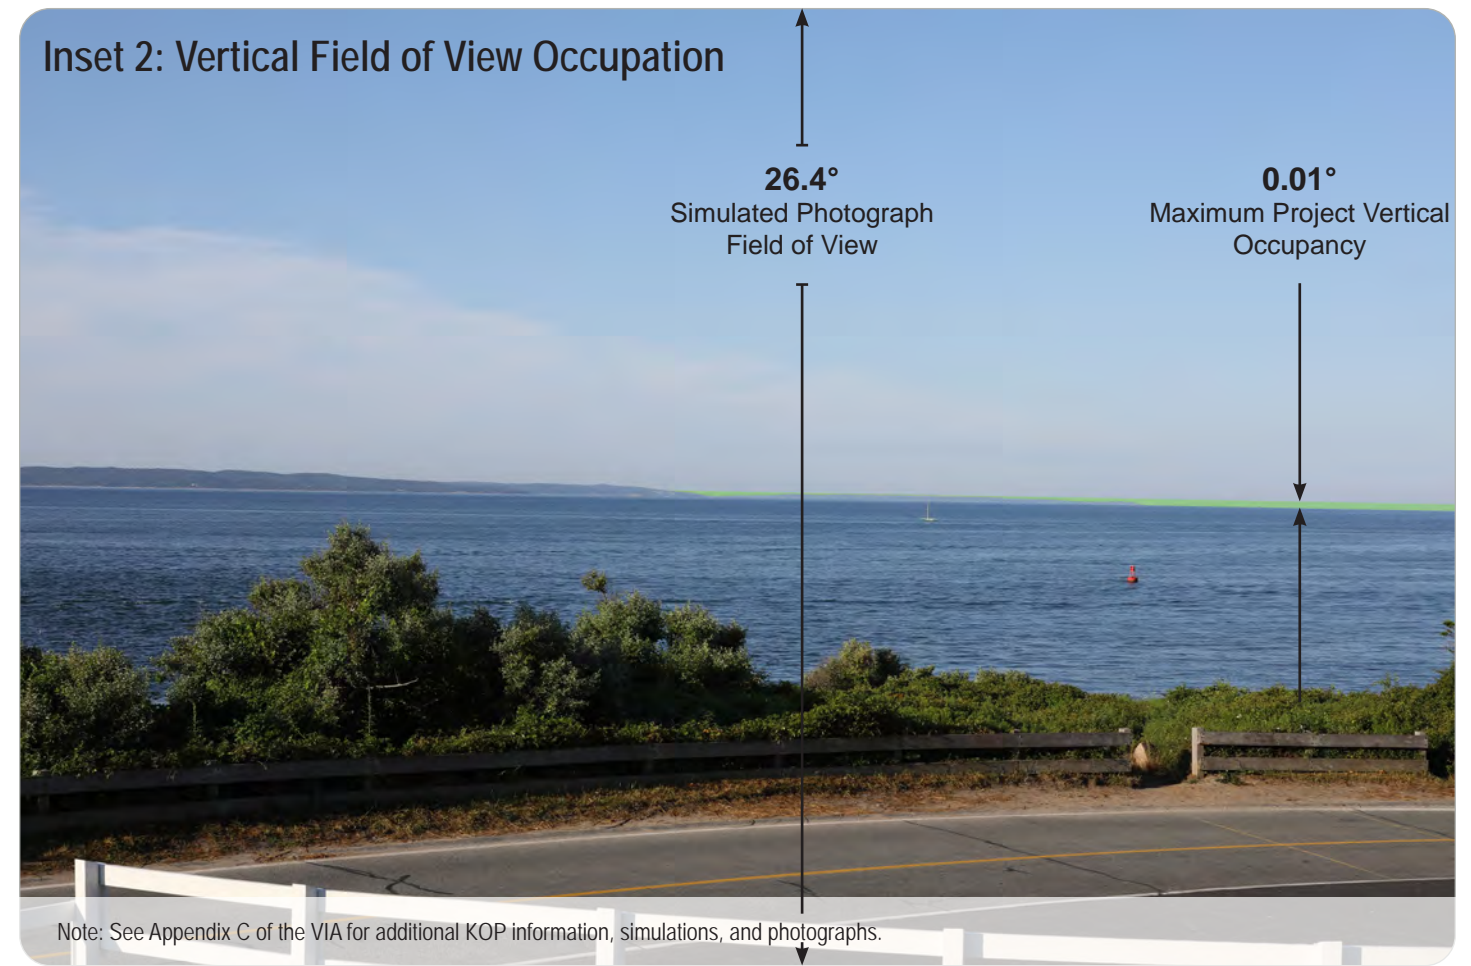 Inset 2: Vertical Field of View Occupation
26.4°
Simulated Photograph
Field of View
0.01°
Maximum Project Vertical
Occupancy
Note: See Appendix C of the VIA for additional KOP information, simulations, and photographs.